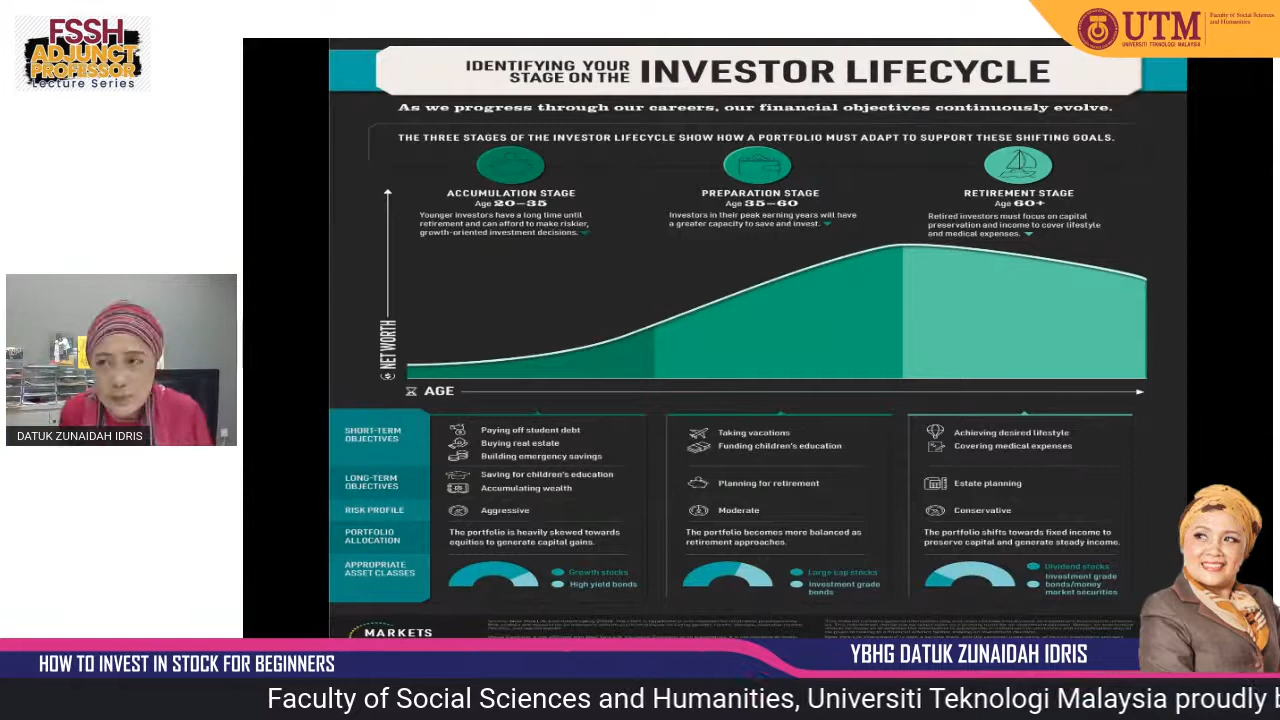 FSSH
ADJUNCT
PROFESSOR
Lecture Series
UTM
UNIVERSITI TEKNOLOGI MALAYSIA
Faculty of Social Sciences
and Humanities
IDENTIFYING YOUR
STAGE ON THE
INVESTOR LIFECYCLE
As we progress through our careers, our financial objectives continuously evolve.
THE THREE STAGES OF THE INVESTOR LIFECYCLE SHOW HOW A PORTFOLIO MUST ADAPT TO SUPPORT THESE SHIFTING GOALS.
ACCUMULATION STAGE
Age 20–35
Younger investors have a long time until
retirement and can afford to make riskier,
growth-oriented investment decisions.
PREPARATION STAGE
Age 35–60
Investors in their peak earning years will have
a greater capacity to save and invest.
RETIREMENT STAGE
Age 60+
Retired investors must focus on capital
preservation and income to cover lifestyle
and medical expenses.
NET WORTH
AGE
SHORT-TERM
OBJECTIVES
Paying off student debt
Buying real estate
Building emergency savings
Taking vacations
Funding children's education
Achieving desired lifestyle
Covering medical expenses
LONG-TERM
OBJECTIVES
Saving for children's education
Accumulating wealth
Planning for retirement
Estate planning
RISK PROFILE
Aggressive
Moderate
Conservative
PORTFOLIO
ALLOCATION
The portfolio is heavily skewed towards
equities to generate capital gains.
The portfolio becomes more balanced as
retirement approaches.
The portfolio shifts towards fixed income to
preserve capital and generate steady income.
APPROPRIATE
ASSET CLASSES
Growth stocks
High yield bonds
Large cap stocks
Investment grade
bonds
Dividend stocks
Investment grade
bonds/money
market securities
MARKETS
DATUK ZUNAIDAH IDRIS
HOW TO INVEST IN STOCK FOR BEGINNERS
YBHG DATUK ZUNAIDAH IDRIS
Faculty of Social Sciences and Humanities, Universiti Teknologi Malaysia proudly